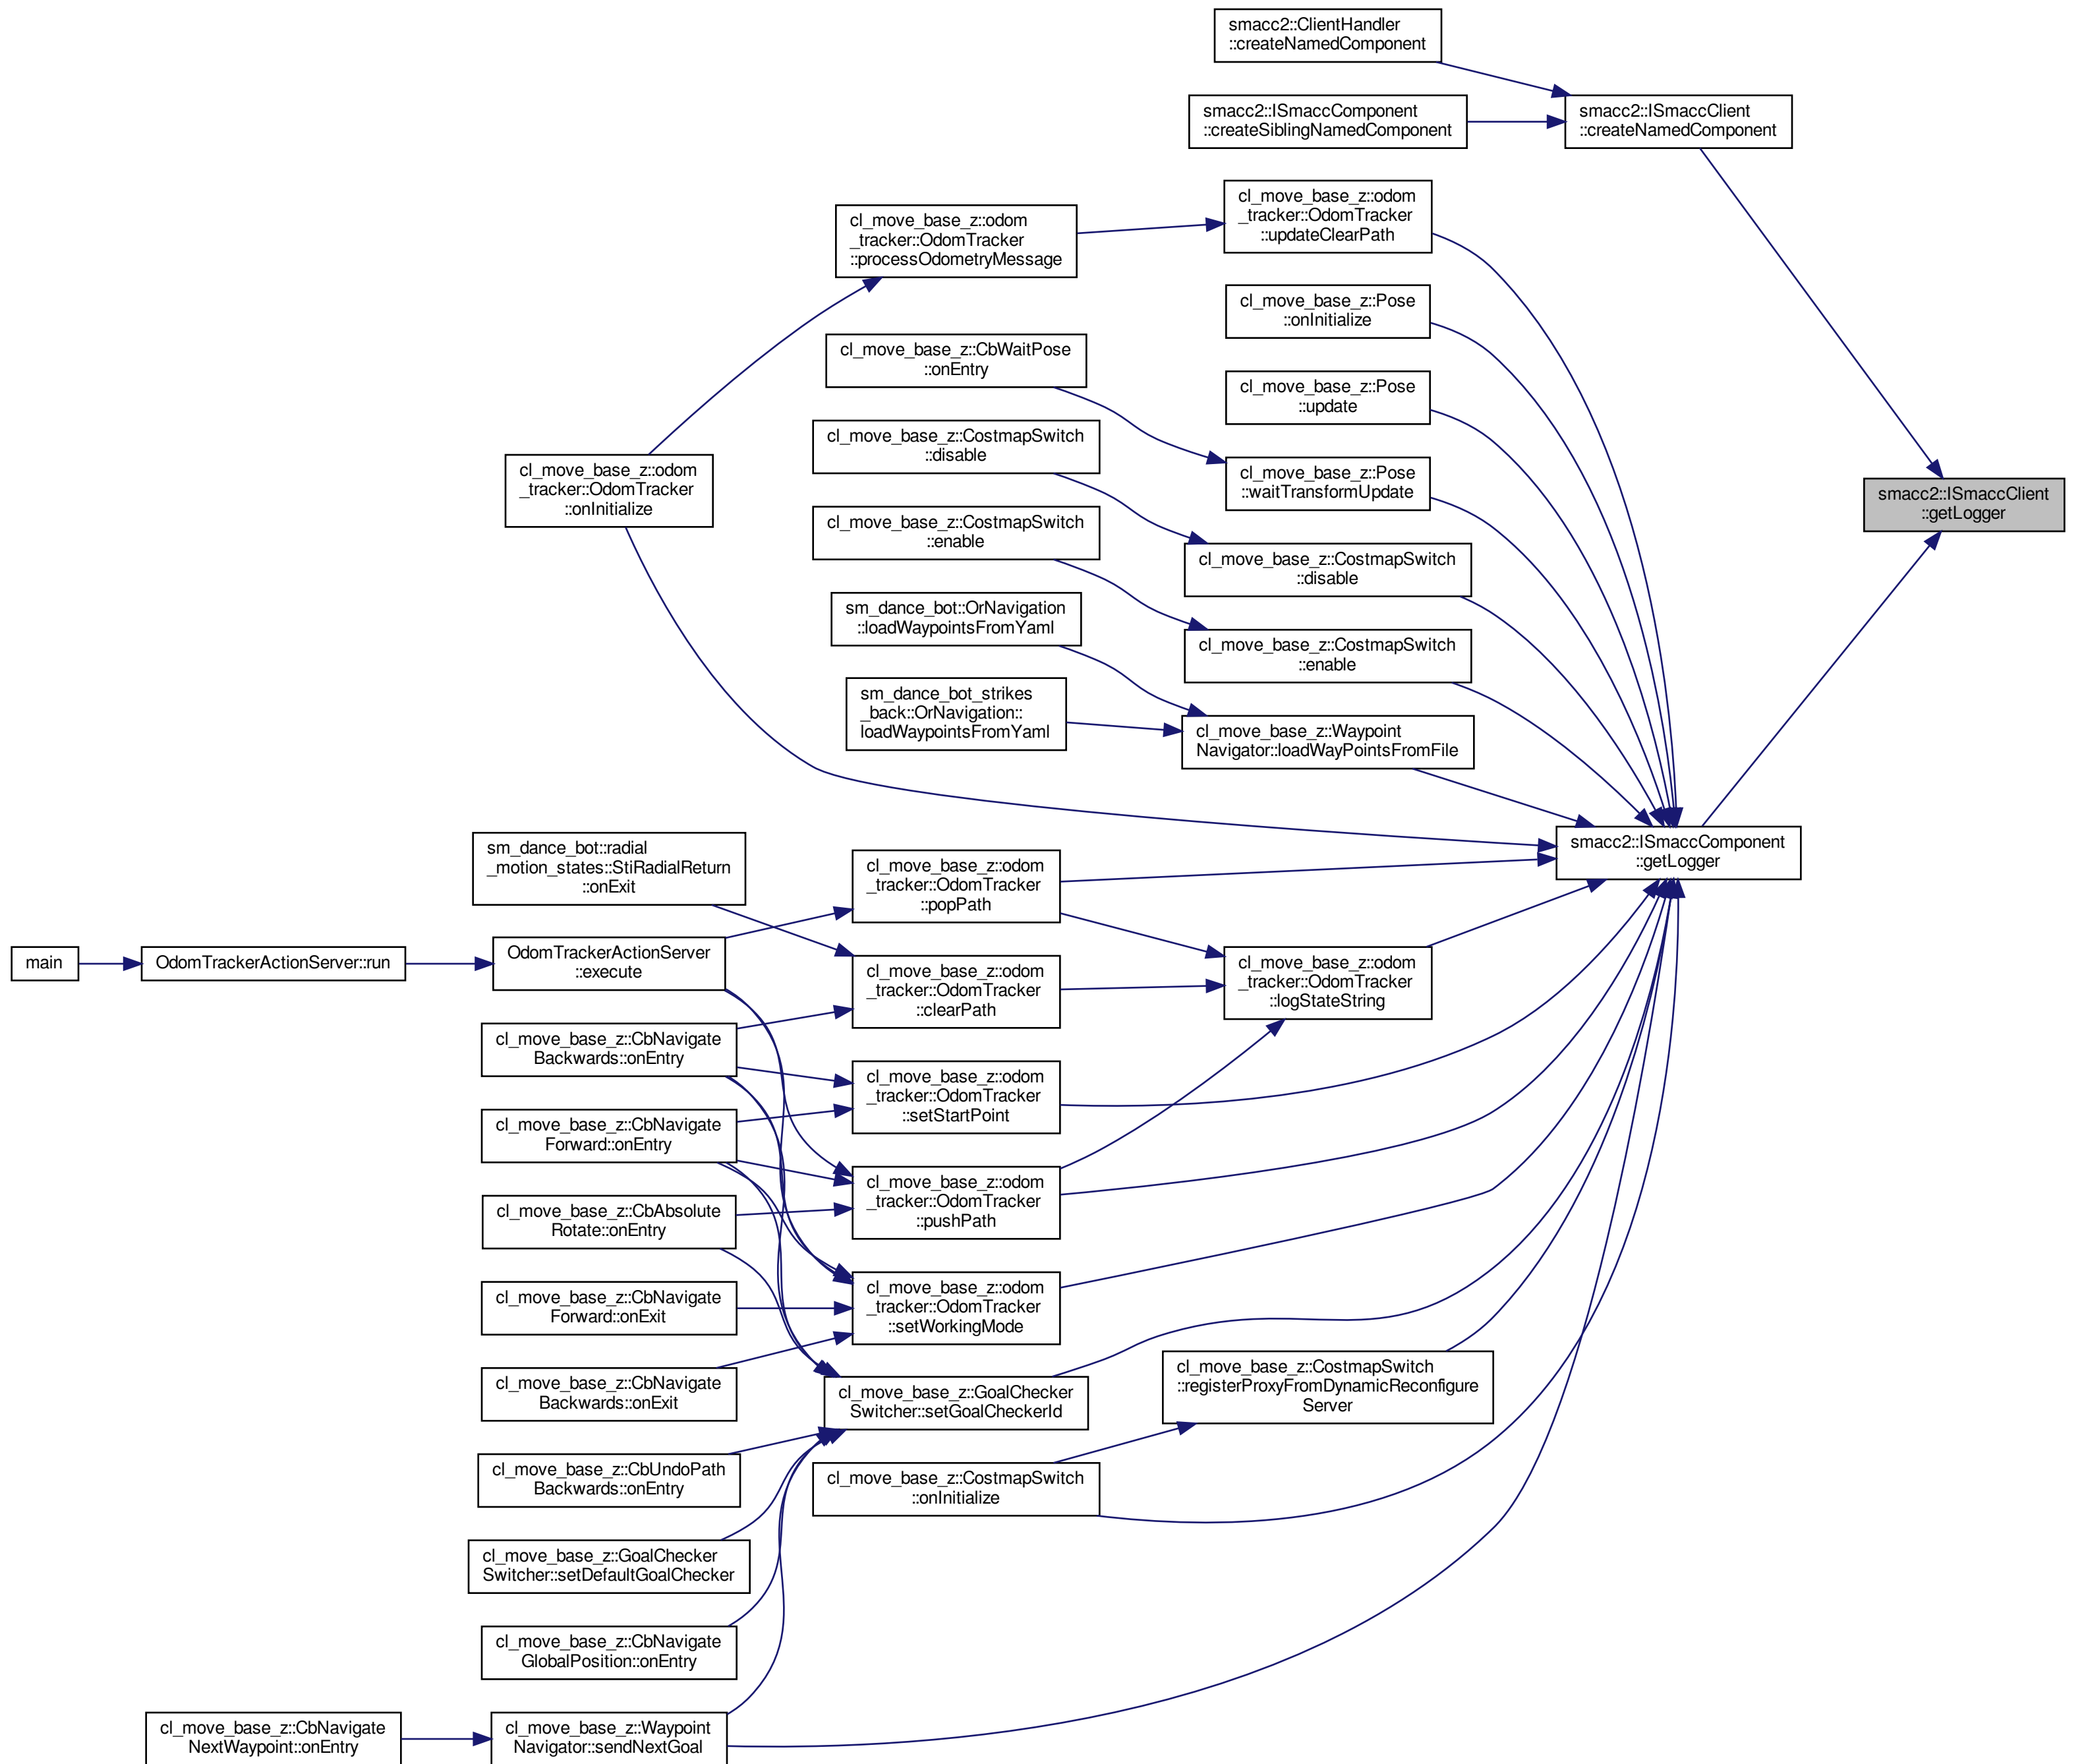 smacc2::ClientHandler
::createNamedComponent
smacc2::ISmaccComponent
::createSiblingNamedComponent
smacc2::ISmaccClient
::createNamedComponent
cl_move_base_z::odom
_tracker::OdomTracker
::updateClearPath
cl_move_base_z::odom
_tracker::OdomTracker
::processOdometryMessage
cl_move_base_z::Pose
::onInitialize
cl_move_base_z::CbWaitPose
::onEntry
cl_move_base_z::Pose
::update
cl_move_base_z::CostmapSwitch
::disable
cl_move_base_z::Pose
::waitTransformUpdate
cl_move_base_z::odom
_tracker::OdomTracker
::onInitialize
smacc2::ISmaccClient
::getLogger
cl_move_base_z::CostmapSwitch
::enable
cl_move_base_z::CostmapSwitch
::disable
sm_dance_bot::OrNavigation
::loadWaypointsFromYaml
cl_move_base_z::CostmapSwitch
::enable
sm_dance_bot_strikes
_back::OrNavigation::
loadWaypointsFromYaml
cl_move_base_z::Waypoint
Navigator::loadWayPointsFromFile
smacc2::ISmaccComponent
::getLogger
sm_dance_bot::radial
_motion_states::StiRadialReturn
::onExit
cl_move_base_z::odom
_tracker::OdomTracker
::popPath
main
OdomTrackerActionServer::run
OdomTrackerActionServer
::execute
cl_move_base_z::odom
_tracker::OdomTracker
::clearPath
cl_move_base_z::odom
_tracker::OdomTracker
::logStateString
cl_move_base_z::CbNavigate
Backwards::onEntry
cl_move_base_z::odom
_tracker::OdomTracker
::setStartPoint
cl_move_base_z::CbNavigate
Forward::onEntry
cl_move_base_z::odom
_tracker::OdomTracker
::pushPath
cl_move_base_z::CbAbsolute
Rotate::onEntry
cl_move_base_z::odom
_tracker::OdomTracker
::setWorkingMode
cl_move_base_z::CbNavigate
Forward::onExit
cl_move_base_z::CbNavigate
Backwards::onExit
cl_move_base_z::GoalChecker
Switcher::setGoalCheckerId
cl_move_base_z::CostmapSwitch
::registerProxyFromDynamicReconfigure
Server
cl_move_base_z::CbUndoPath
Backwards::onEntry
cl_move_base_z::CostmapSwitch
::onInitialize
cl_move_base_z::GoalChecker
Switcher::setDefaultGoalChecker
cl_move_base_z::CbNavigate
GlobalPosition::onEntry
cl_move_base_z::CbNavigate
NextWaypoint::onEntry
cl_move_base_z::Waypoint
Navigator::sendNextGoal